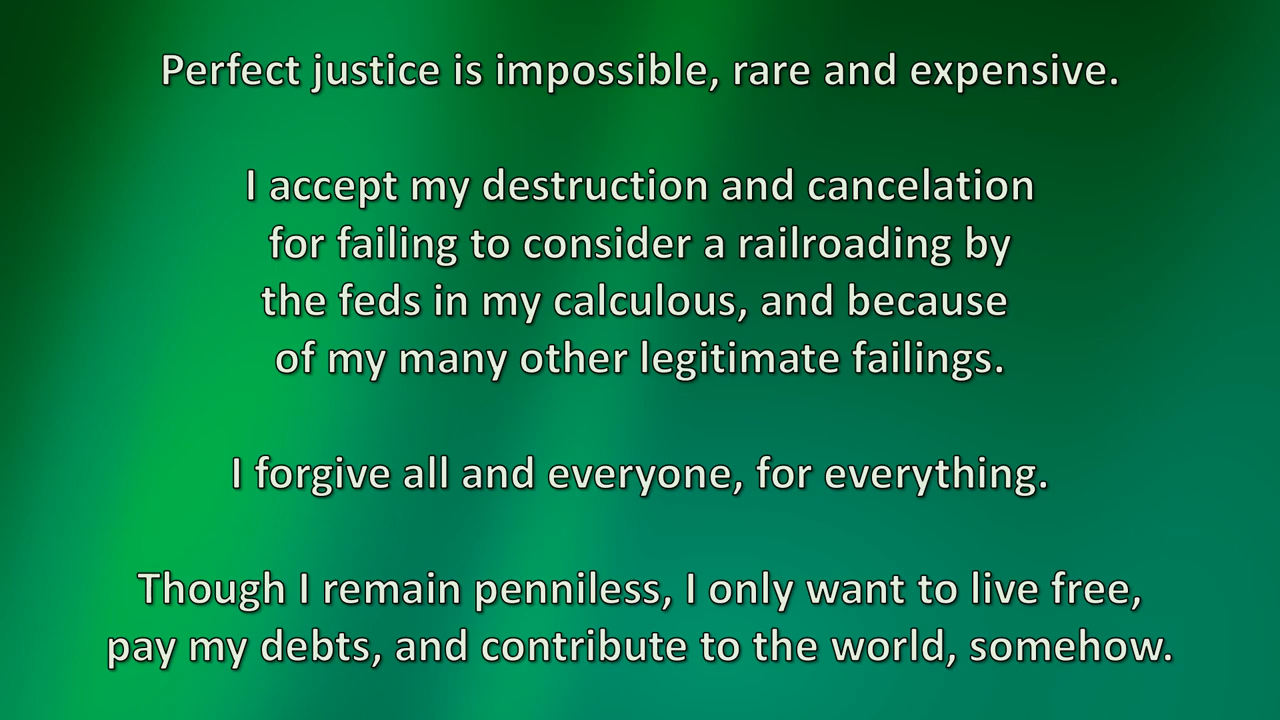 Perfect justice is impossible, rare and expensive.
I accept my destruction and cancelation
for failing to consider a railroading by
the feds in my calculous, and because
of my many other legitimate failings.
I forgive all and everyone, for everything.
Though I remain penniless, I only want to live free,
pay my debts, and contribute to the world, somehow.